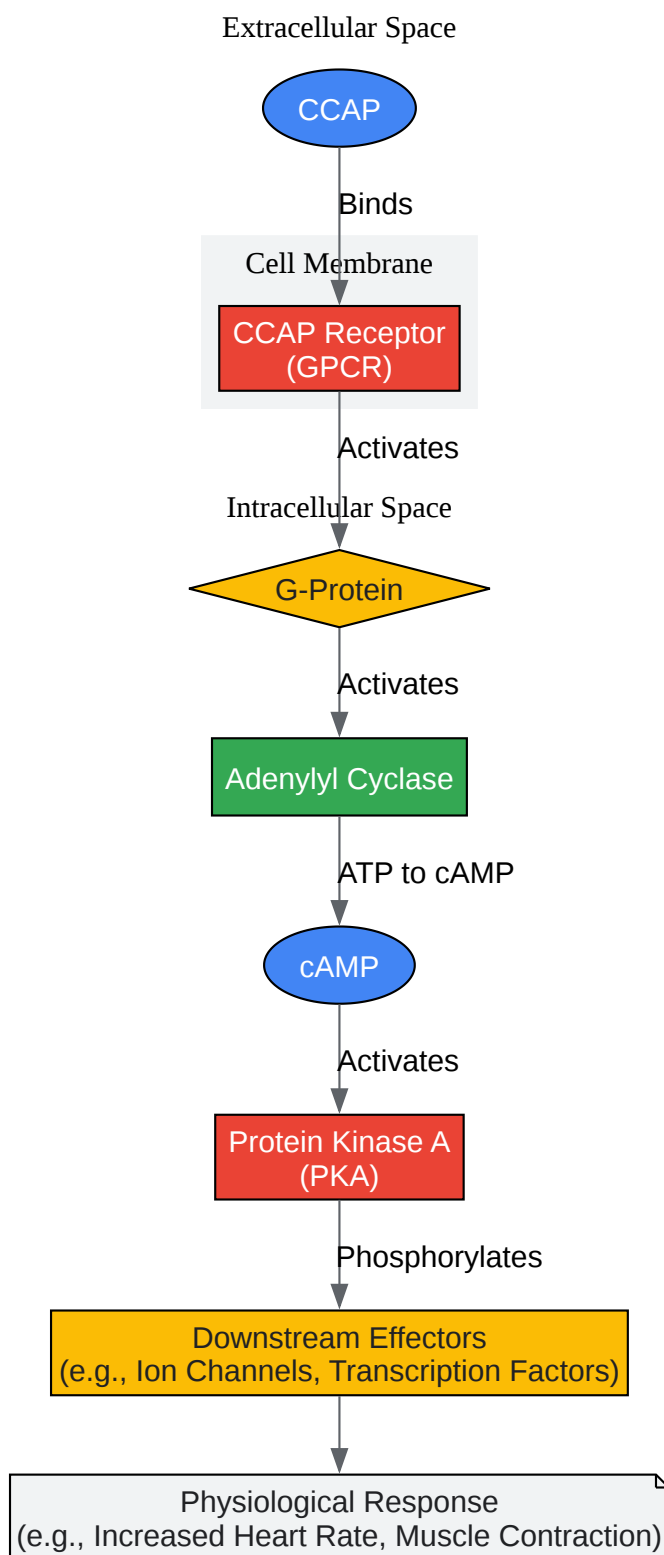 Extracellular Space
CCAP
Binds
Cell Membrane
CCAP Receptor
(GPCR)
Activates
Intracellular Space
G-Protein
Activates
Adenylyl Cyclase
ATP to cAMP
cAMP
Activates
Protein Kinase A
(PKA)
Phosphorylates
Downstream Effectors
(e.g., Ion Channels, Transcription Factors)
Physiological Response
(e.g., Increased Heart Rate, Muscle Contraction)